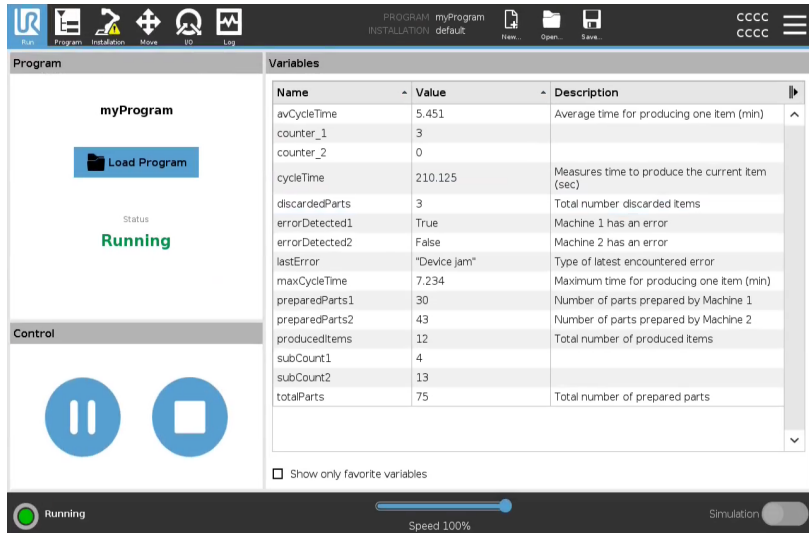 UR
PROGRAM myProgram
INSTALLATION default
cccc
cccc
Run Program Installation Move I/O Log New... Open... Save...
Program
myProgram
Load Program
Status
Running
Control
Variables
Name Value Description
avCycleTime 5.451 Average time for producing one item (min)
counter_1 3
counter_2 0
cycleTime 210.125 Measures time to produce the current item
(sec)
discardedParts 3 Total number discarded items
errorDetected1 True Machine 1 has an error
errorDetected2 False Machine 2 has an error
lastError "Device jam" Type of latest encountered error
maxCycleTime 7.234 Maximum time for producing one item (min)
preparedParts1 30 Number of parts prepared by Machine 1
preparedParts2 43 Number of parts prepared by Machine 2
producedItems 12 Total number of produced items
subCount1 4
subCount2 13
totalParts 75 Total number of prepared parts
Show only favorite variables
Running
Speed 100%
Simulation